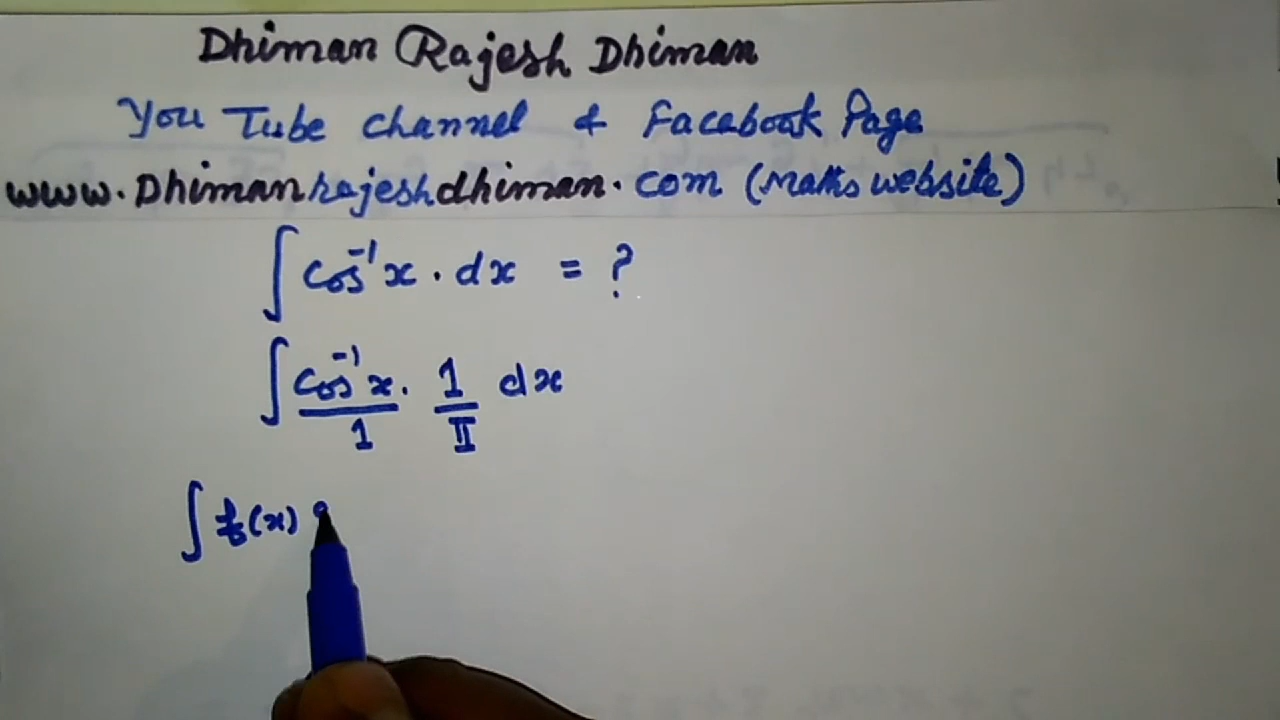 Dhiman Rajesh Dhiman
You Tube channel & Facebook Page
www.Dhimanrajeshdhiman.com (Maths website)
∫ cos⁻¹x . dx = ?
∫ cos⁻¹x . 1 dx
1 II
∫ f(x)